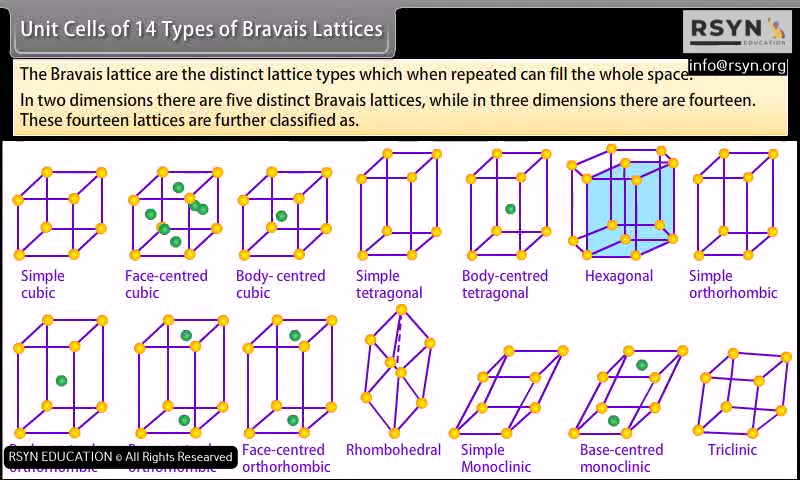 Unit Cells of 14 Types of Bravais Lattices
RSYN
EDUCATION
info@rsyn.org
The Bravais lattice are the distinct lattice types which when repeated can fill the whole space.
In two dimensions there are five distinct Bravais lattices, while in three dimensions there are fourteen.
These fourteen lattices are further classified as.
Simple
cubic
Face-centred
cubic
Body- centred
cubic
Simple
tetragonal
Body-centred
tetragonal
Hexagonal
Simple
orthorhombic
Face-centred
orthorhombic
Rhombohedral
Simple
Monoclinic
Base-centred
monoclinic
Triclinic
RSYN EDUCATION © All Rights Researved